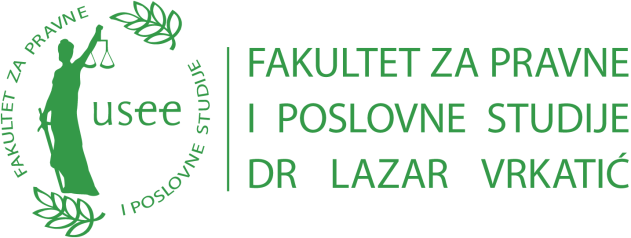 FAKULTET ZA PRAVNE
I POSLOVNE STUDIJE
usee
FAKULTET ZA PRAVNE
I POSLOVNE STUDIJE
DR LAZAR VRKATIĆ